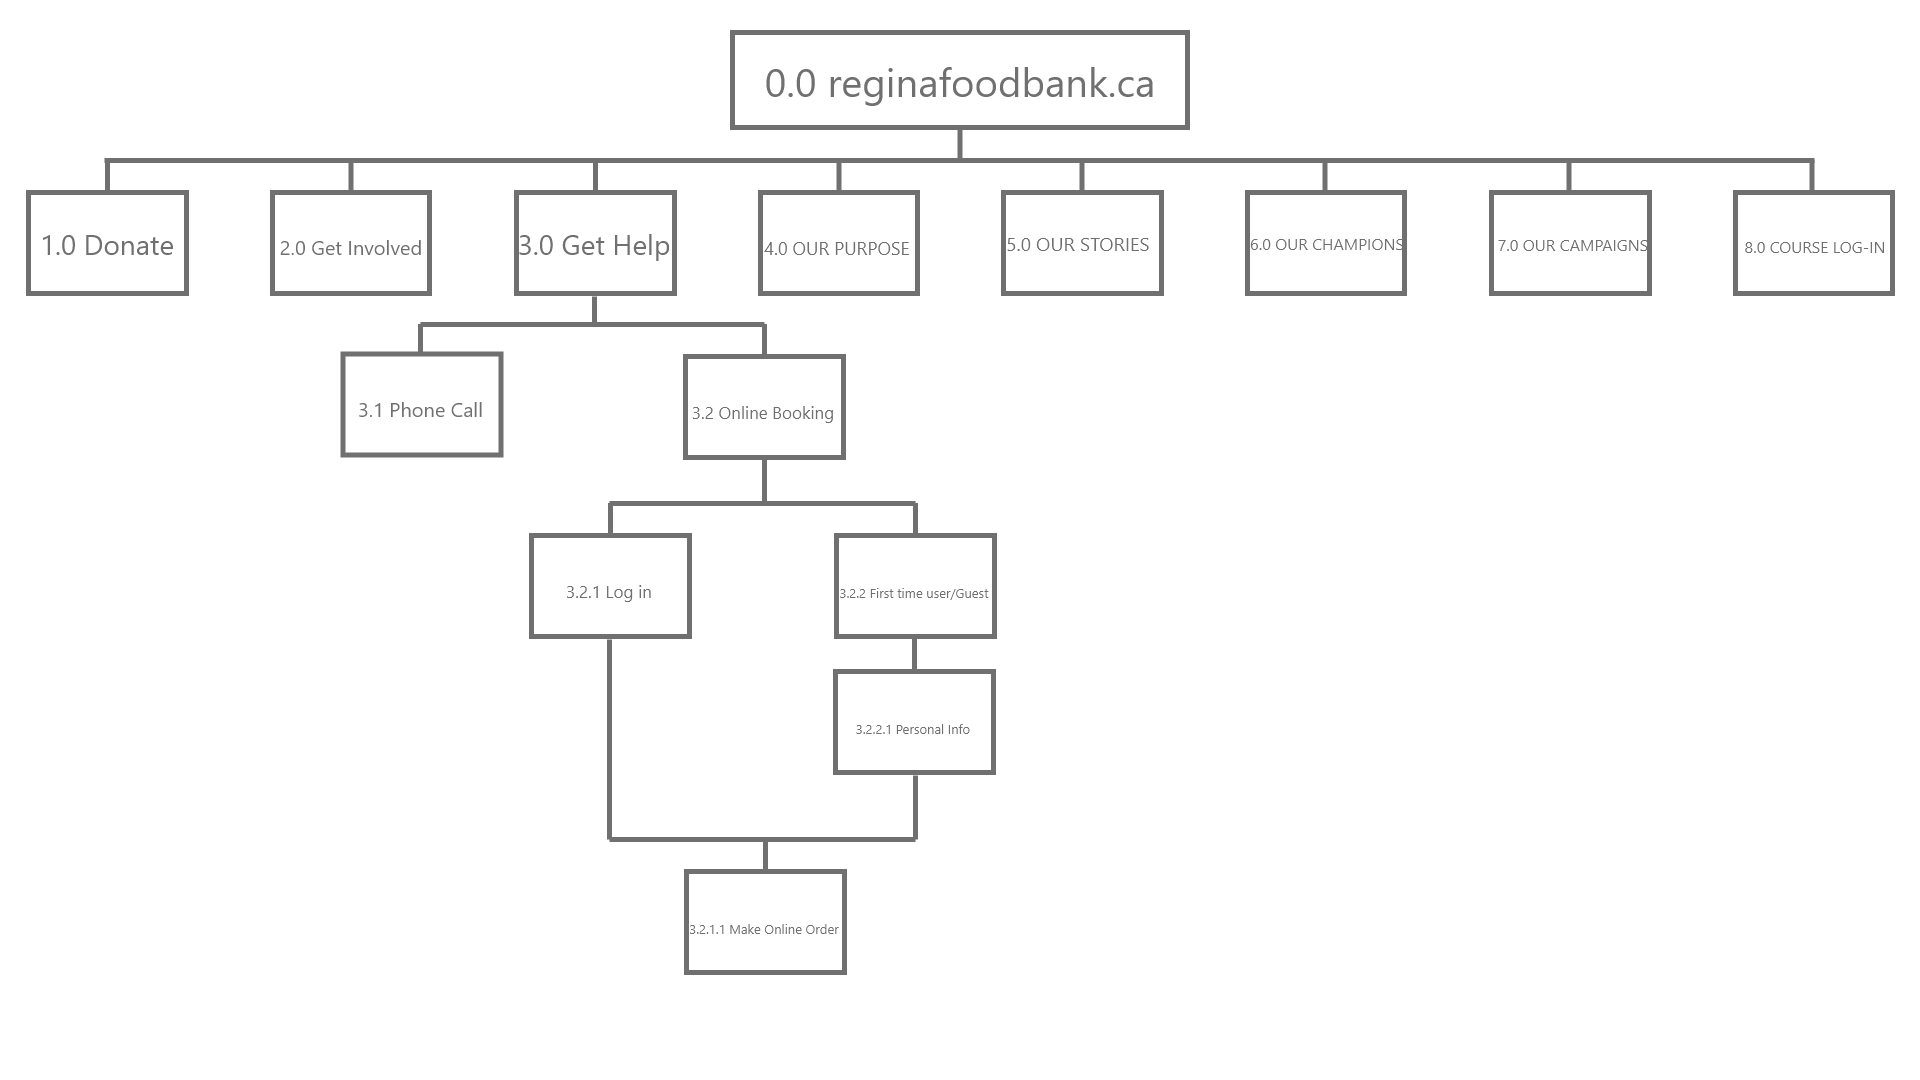 0.0 reginafoodbank.ca
1.0 Donate
2.0 Get Involved
3.0 Get Help
4.0 OUR PURPOSE
5.0 OUR STORIES
6.0 OUR CHAMPIONS
7.0 OUR CAMPAIGNS
8.0 COURSE LOG-IN
3.1 Phone Call
3.2 Online Booking
3.2.1 Log in
3.2.2 First time user/Guest
3.2.2.1 Personal Info
3.2.1.1 Make Online Order